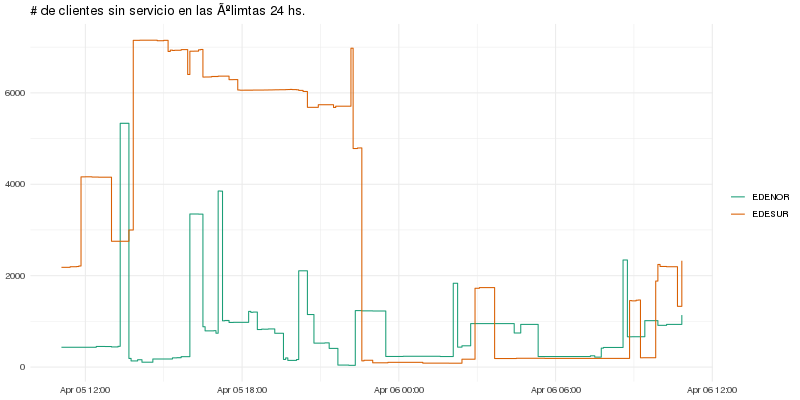 # de clientes sin servicio en las Ãºlimtas 24 hs.
6000
4000
2000
0
Apr 05 12:00
Apr 05 18:00
Apr 06 00:00
Apr 06 06:00
Apr 06 12:00
EDENOR
EDESUR